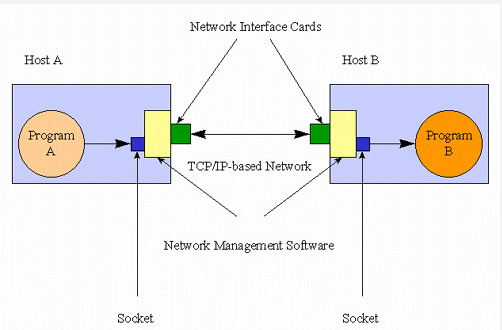 Network Interface Cards
Host A
Host B
Program
A
Program
B
TCP/IP-based Network
Network Management Software
Socket
Socket